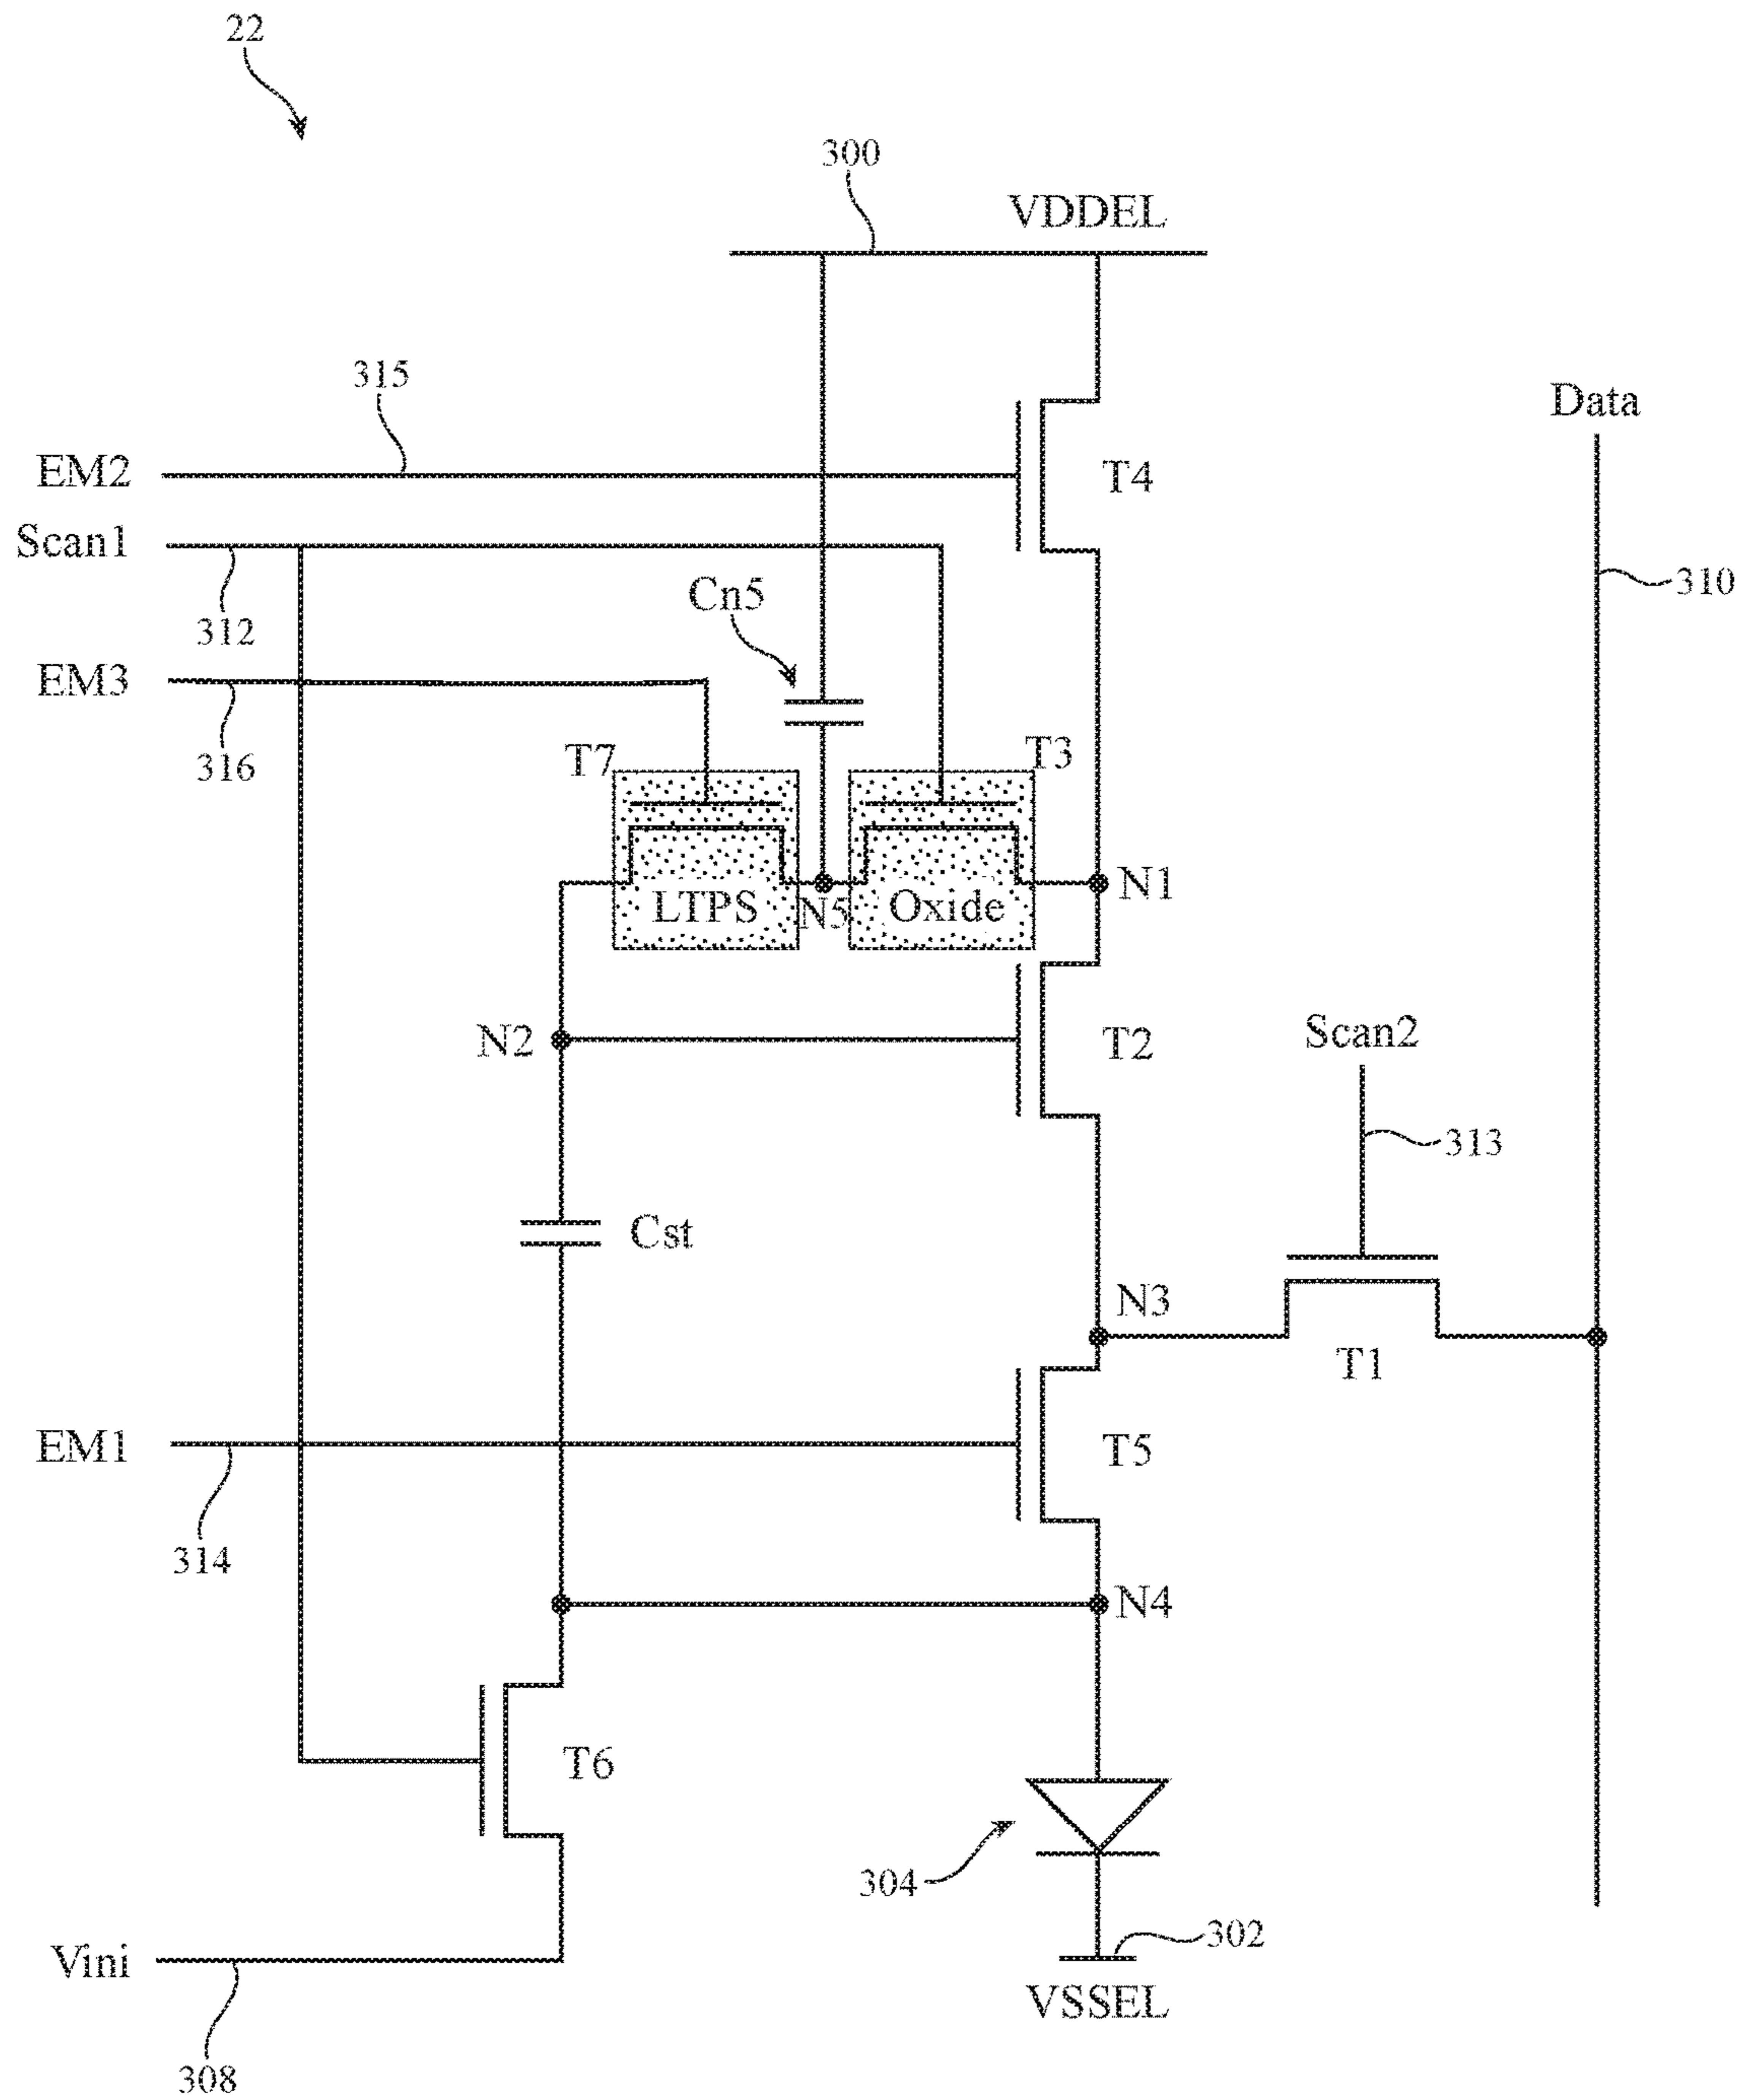 22
300
VDDEL
315
Data
EM2
T4
Scan1
310
Cn5
312
EM3
T7
T3
316
N1
LTPS
N5
Oxide
N2
T2
Scan2
313
Cst
N3
T1
EM1
T5
314
N4
T6
304
302
Vini
VSSEL
308